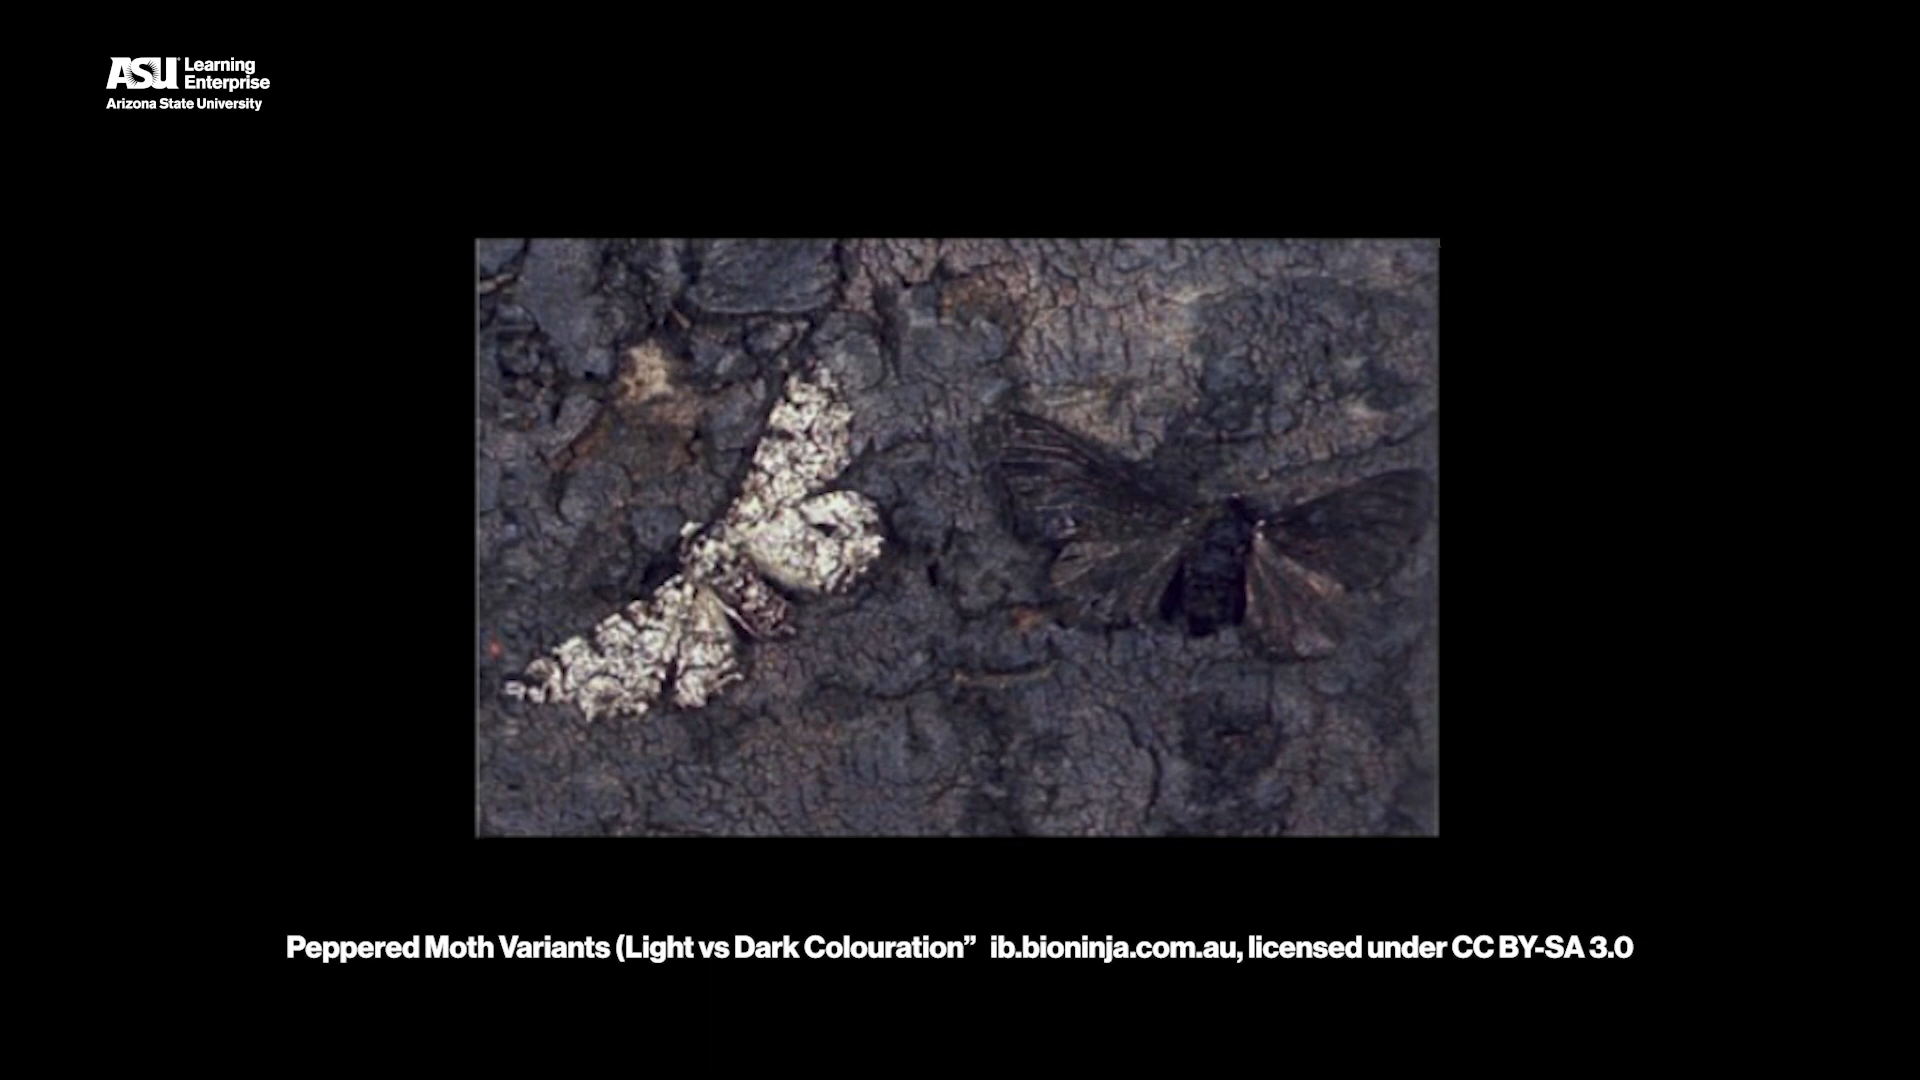 ASU Learning
Enterprise
Arizona State University
Peppered Moth Variants (Light vs Dark Colouration” ib.bioninja.com.au, licensed under CC BY-SA 3.0